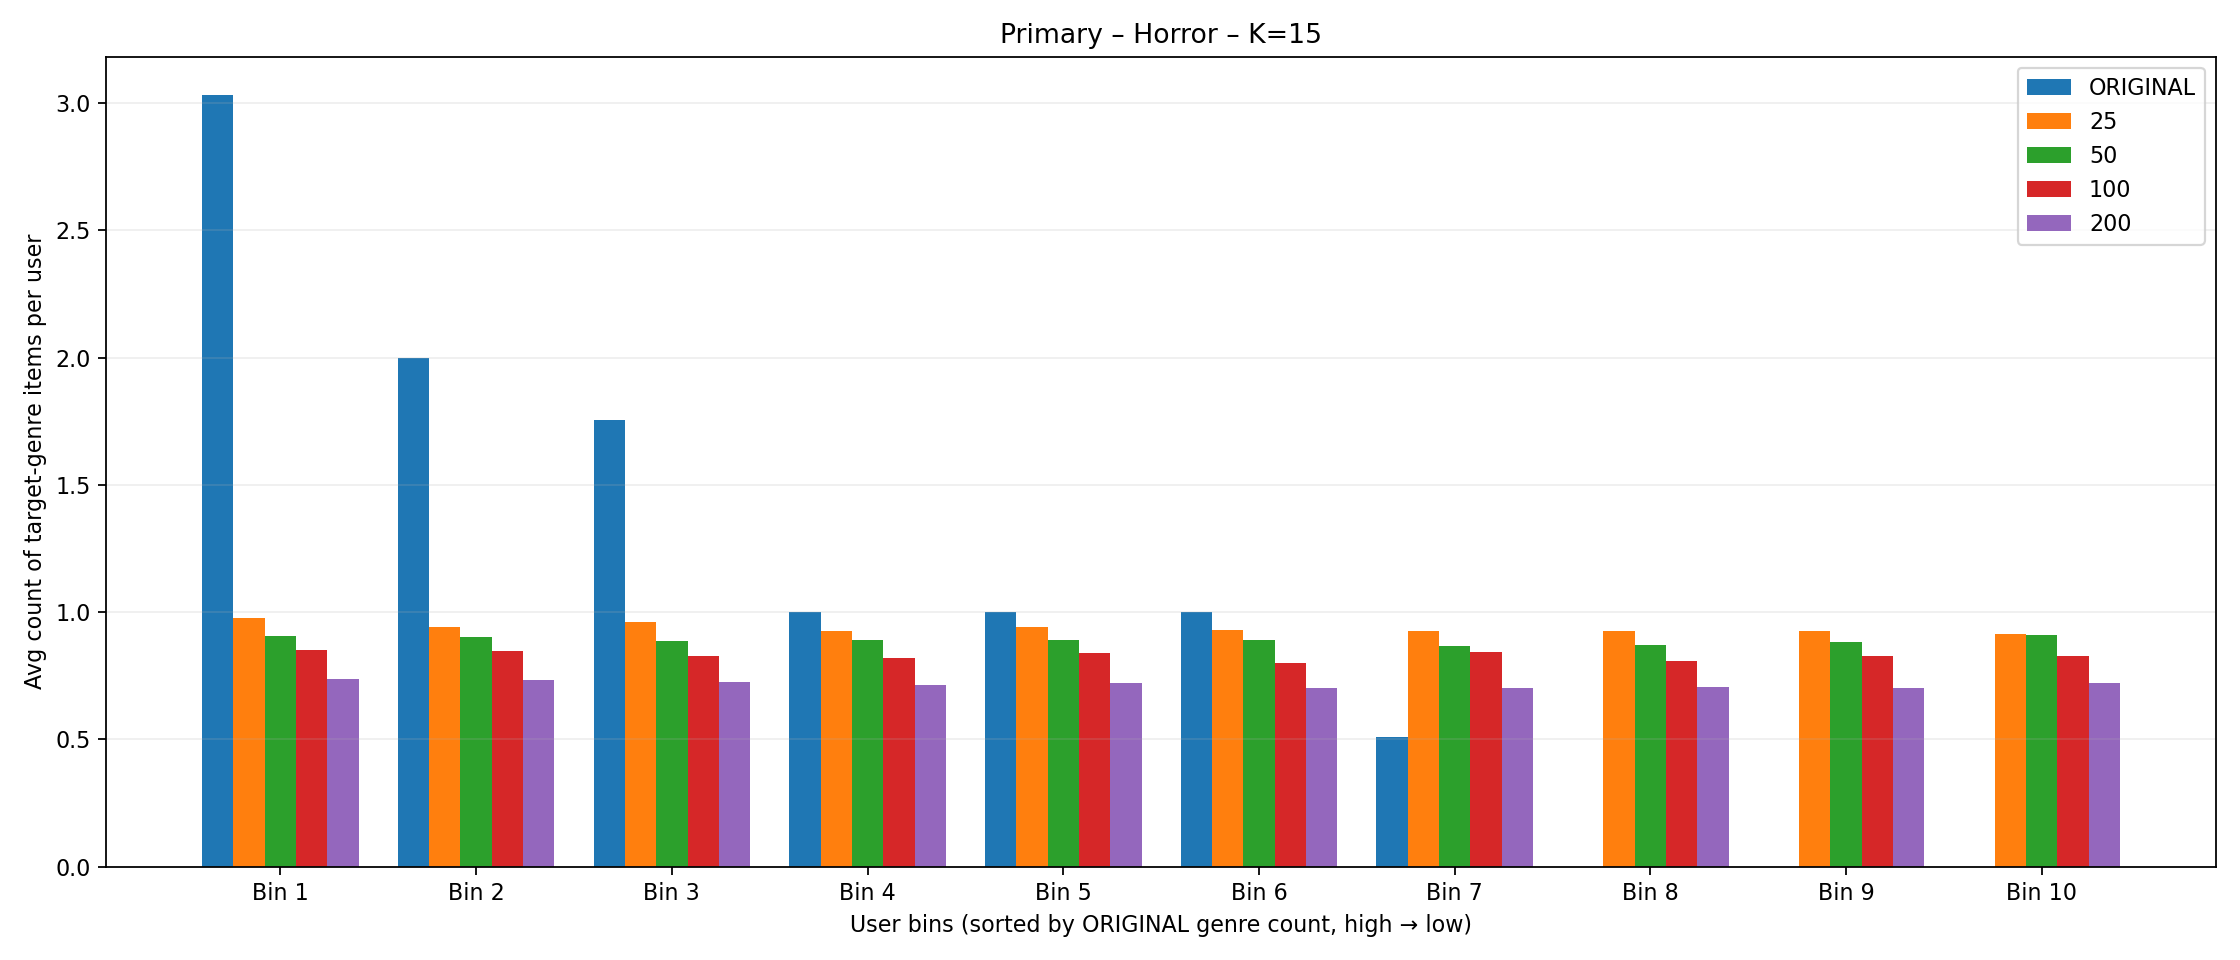 Primary – Horror – K=15
ORIGINAL
25
50
100
200
Avg count of target-genre items per user
3.0
2.5
2.0
1.5
1.0
0.5
0.0
Bin 1
Bin 2
Bin 3
Bin 4
Bin 5
Bin 6
Bin 7
Bin 8
Bin 9
Bin 10
User bins (sorted by ORIGINAL genre count, high → low)